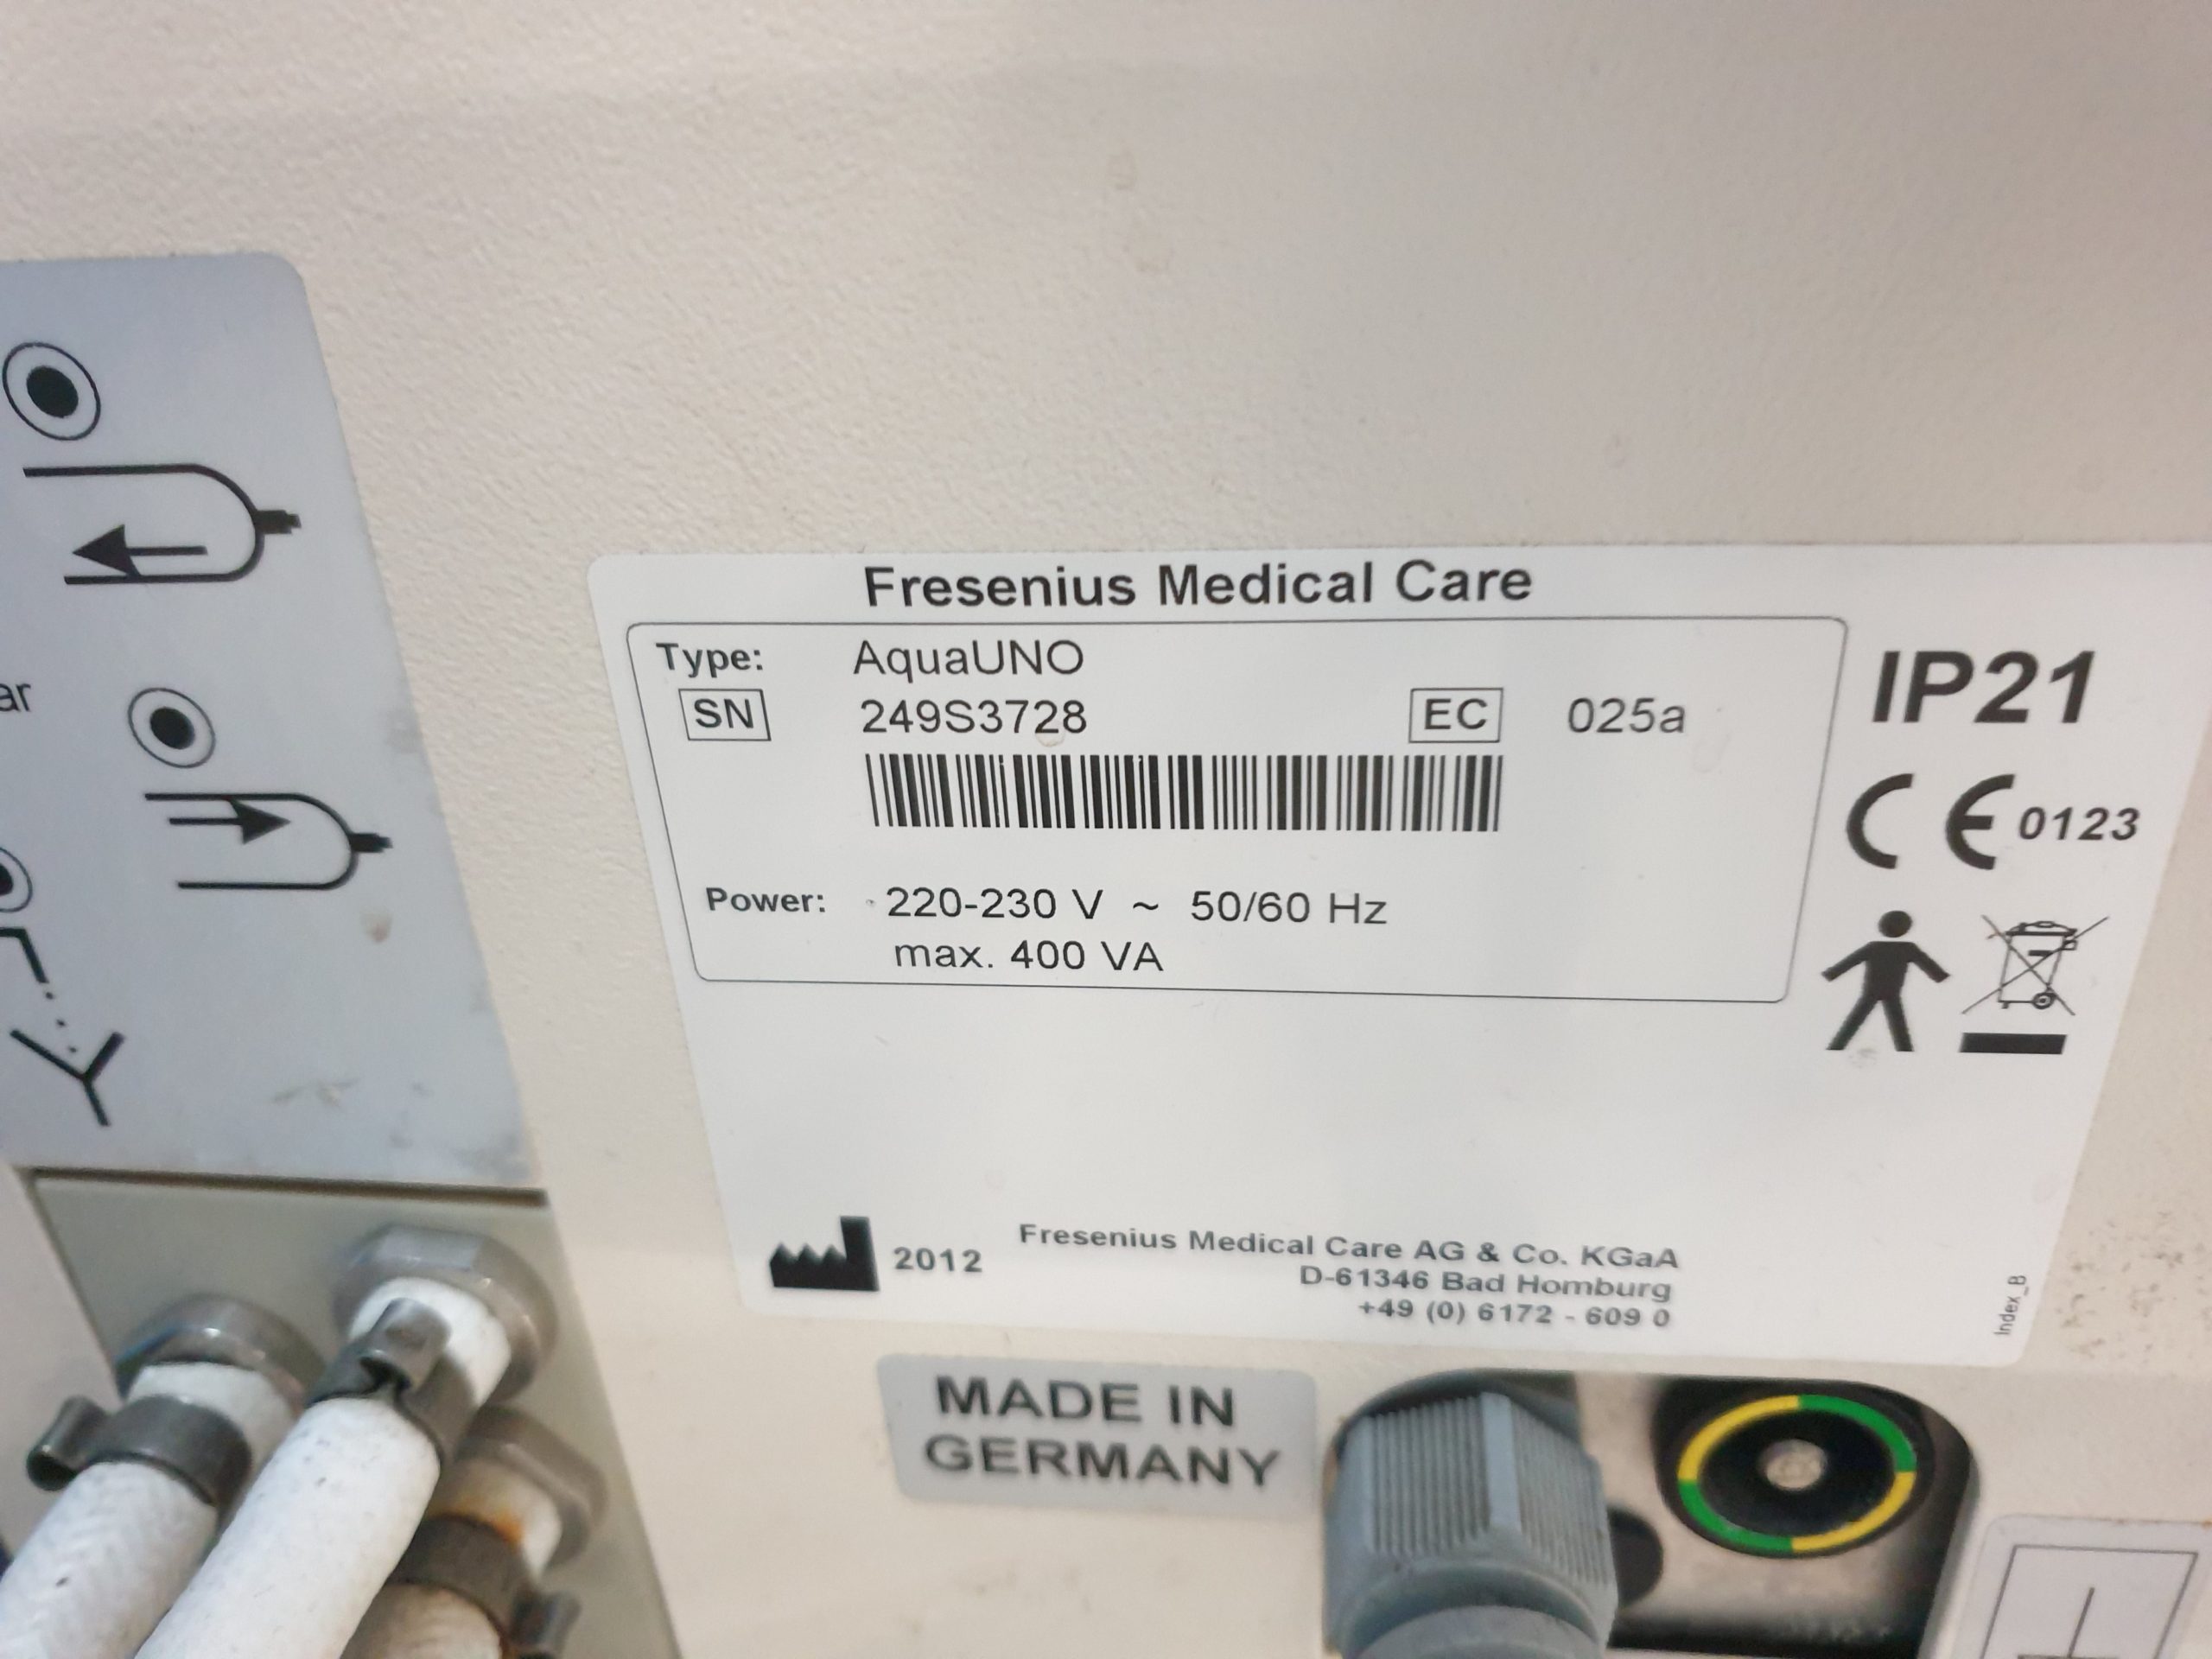 Fresenius Medical Care
Type: AquaUNO
SN 249S3728 EC 025a
Power: 220-230 V ~ 50/60 Hz
max. 400 VA
IP21
CE 0123
2012
Fresenius Medical Care AG & Co. KGaA
D-61346 Bad Homburg
+49 (0) 6172 - 609 0
Index_B
MADE IN
GERMANY